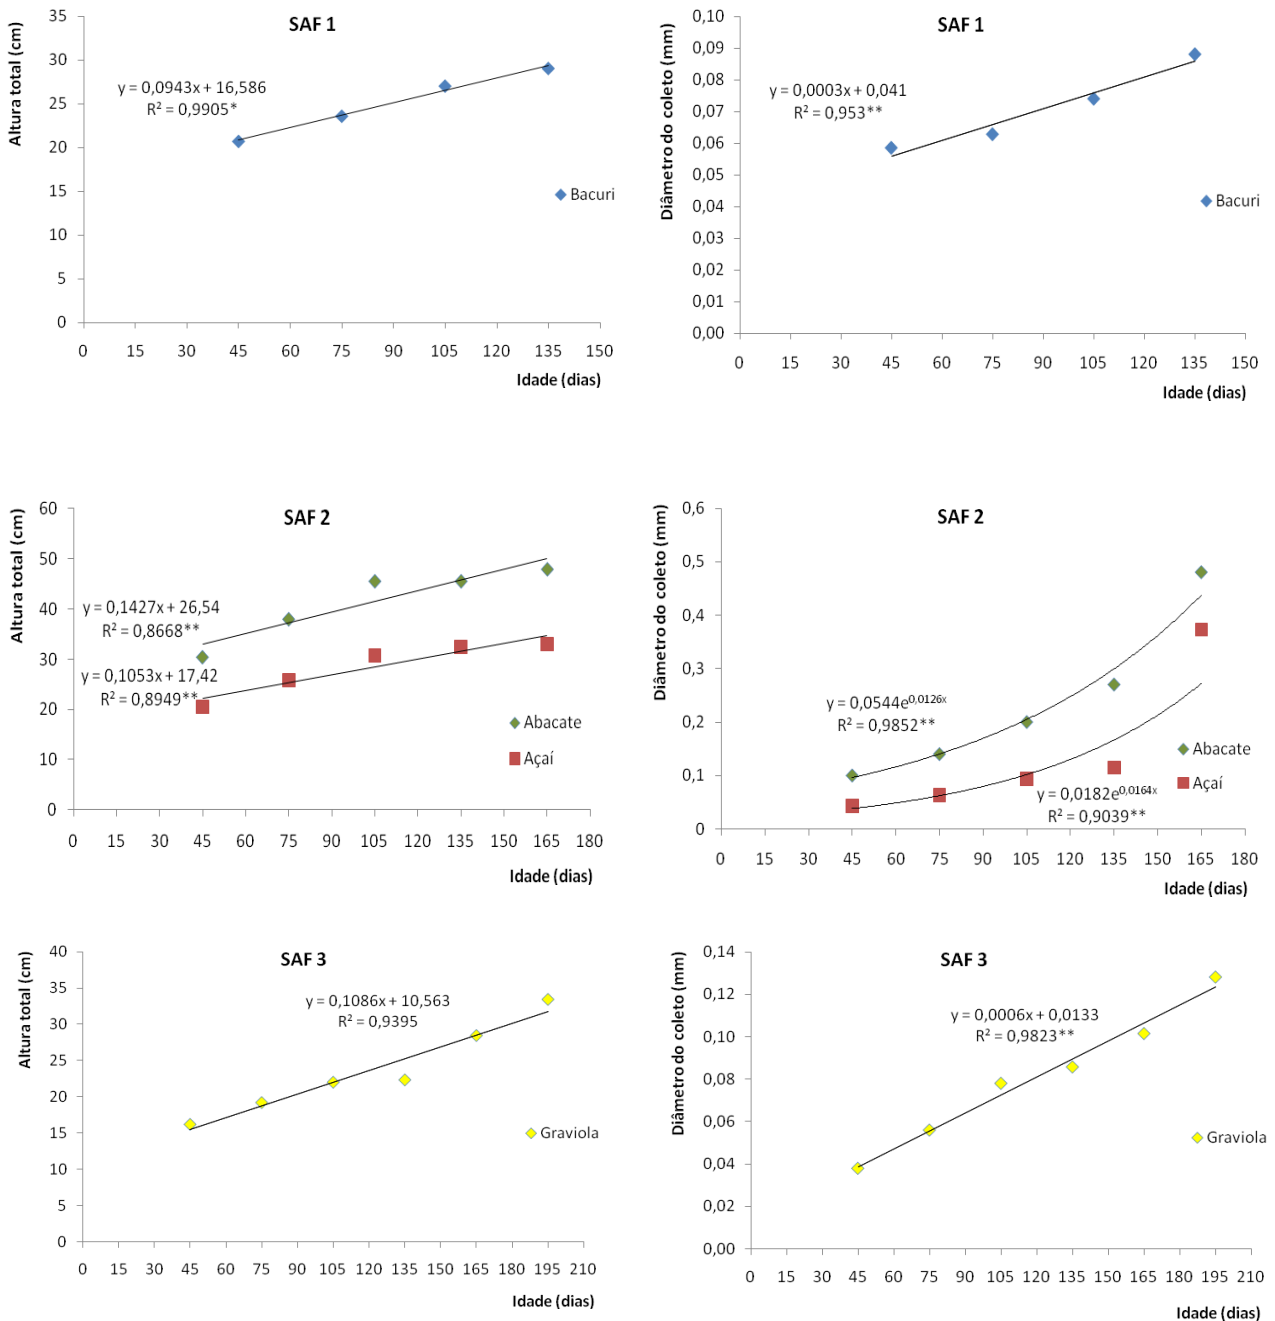 SAF 1
Altura total (cm)
35
30
25
20
15
10
5
0
y = 0,0943x + 16,586
R² = 0,9905*
Bacuri
0 15 30 45 60 75 90 105 120 135 150
Idade (dias)
SAF 1
Diâmetro do coleto (mm)
0,10
0,09
0,08
0,07
0,06
0,05
0,04
0,03
0,02
0,01
0,00
y = 0,0003x + 0,041
R² = 0,953**
Bacuri
0 15 30 45 60 75 90 105 120 135 150
Idade (dias)
SAF 2
Altura total (cm)
60
50
40
30
20
10
0
y = 0,1427x + 26,54
R² = 0,8668**
y = 0,1053x + 17,42
R² = 0,8949**
Abacate
Açaí
0 15 30 45 60 75 90 105 120 135 150 165 180
Idade (dias)
SAF 2
Diâmetro do coleto (mm)
0,6
0,5
0,4
0,3
0,2
0,1
0
y = 0,0544e^0,0126x
R² = 0,9852**
y = 0,0182e^0,0164x
R² = 0,9039**
Abacate
Açaí
0 15 30 45 60 75 90 105 120 135 150 165 180
Idade (dias)
SAF 3
Altura total (cm)
40
35
30
25
20
15
10
5
0
y = 0,1086x + 10,563
R² = 0,9395
Graviola
0 15 30 45 60 75 90 105 120 135 150 165 180 195 210
Idade (dias)
SAF 3
Diâmetro do coleto (mm)
0,14
0,12
0,10
0,08
0,06
0,04
0,02
0,00
y = 0,0006x + 0,0133
R² = 0,9823**
Graviola
0 15 30 45 60 75 90 105 120 135 150 165 180 195 210
Idade (dias)